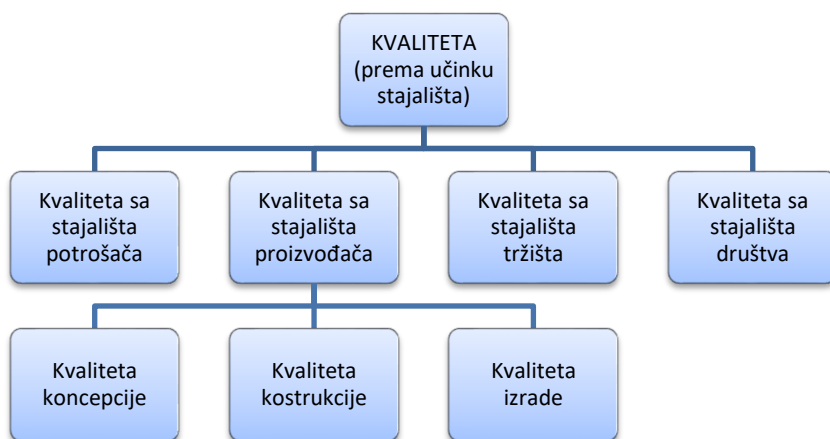 KVALITETA
(prema učinku
stajališta)
Kvaliteta sa
stajališta
potrošača
Kvaliteta sa
stajališta
proizvođača
Kvaliteta sa
stajališta
tržišta
Kvaliteta sa
stajališta
društva
Kvaliteta
koncepcije
Kvaliteta
kostrukcije
Kvaliteta
izrade